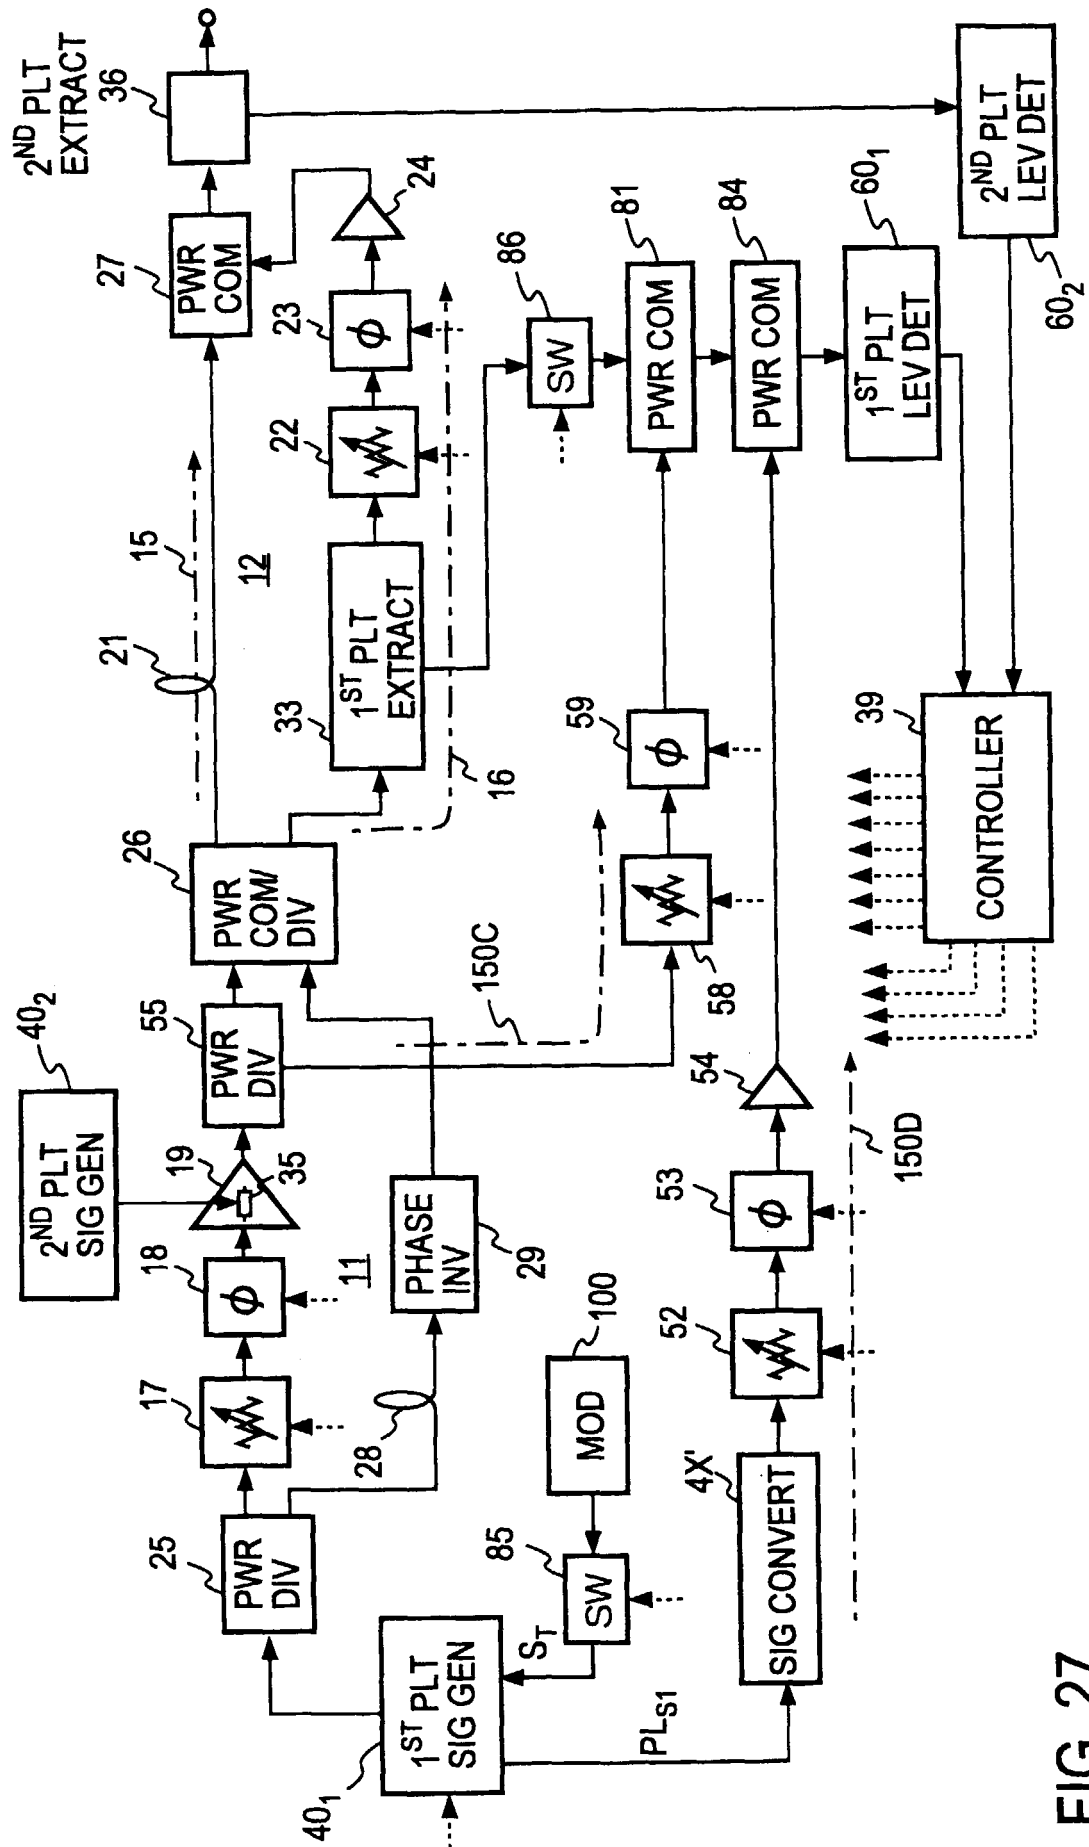 2ND PLT
EXTRACT
36
2ND PLT
SIG GEN
40₂
27
PWR
COM
24
15
21
12
26
PWR
COM/
DIV
55
PWR
DIV
19
35
18
ϕ
17
25
PWR
DIV
11
28
PHASE
INV
29
33
1ST PLT
EXTRACT
22
23
ϕ
16
86
SW
81
PWR COM
84
PWR COM
60₁
1ST PLT
LEV DET
2ND PLT
LEV DET
60₂
150C
58
59
ϕ
40₁
1ST PLT
SIG GEN
ST
85
SW
100
MOD
PLS1
4X'
SIG CONVERT
52
53
ϕ
54
150D
39
CONTROLLER
FIG. 27